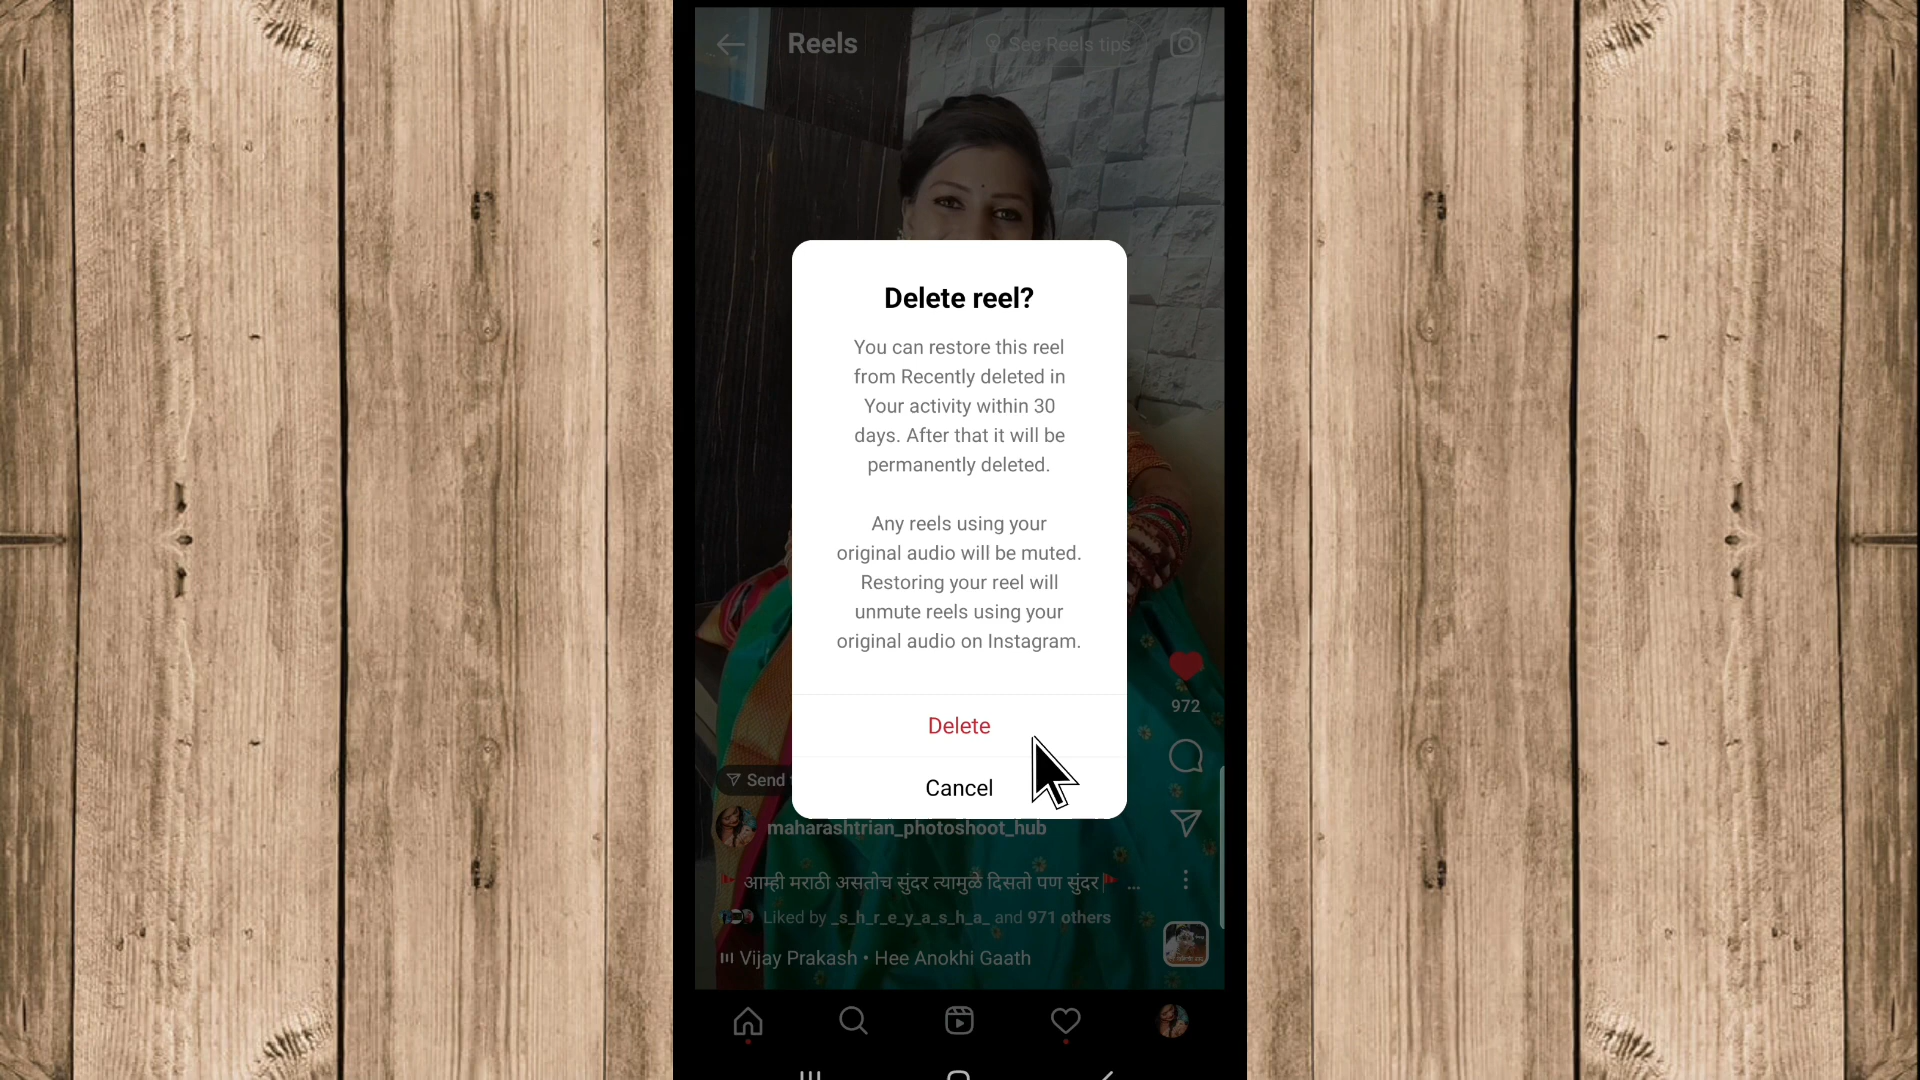 Reels
See Reels tips
Delete reel?
You can restore this reel
from Recently deleted in
Your activity within 30
days. After that it will be
permanently deleted.
Any reels using your
original audio will be muted.
Restoring your reel will
unmute reels using your
original audio on Instagram.
Delete
Cancel
972
Send
maharashtrian_photoshoot_hub
आम्ही मराठी असतोच सुंदर त्यामुळे दिसतो पण सुंदर ...
Liked by _s_h_r_e_y_a_s_h_a_ and 971 others
Vijay Prakash • Hee Anokhi Gaath